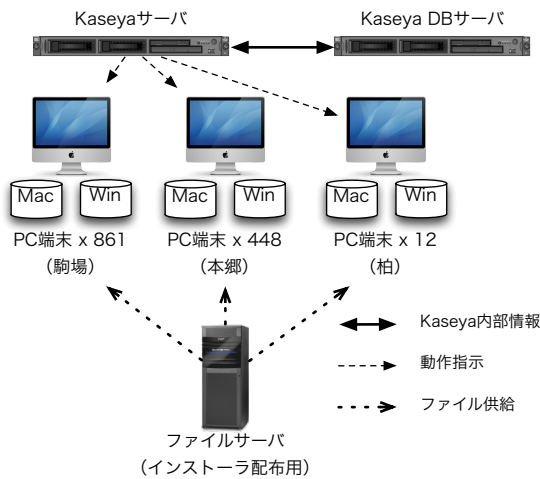 Kaseyaサーバ
Kaseya DBサーバ
Mac
Win
Mac
Win
Mac
Win
PC端末 x 861
（駒場）
PC端末 x 448
（本郷）
PC端末 x 12
（柏）
Kaseya内部情報
動作指示
ファイル供給
ファイルサーバ
（インストーラ配布用）